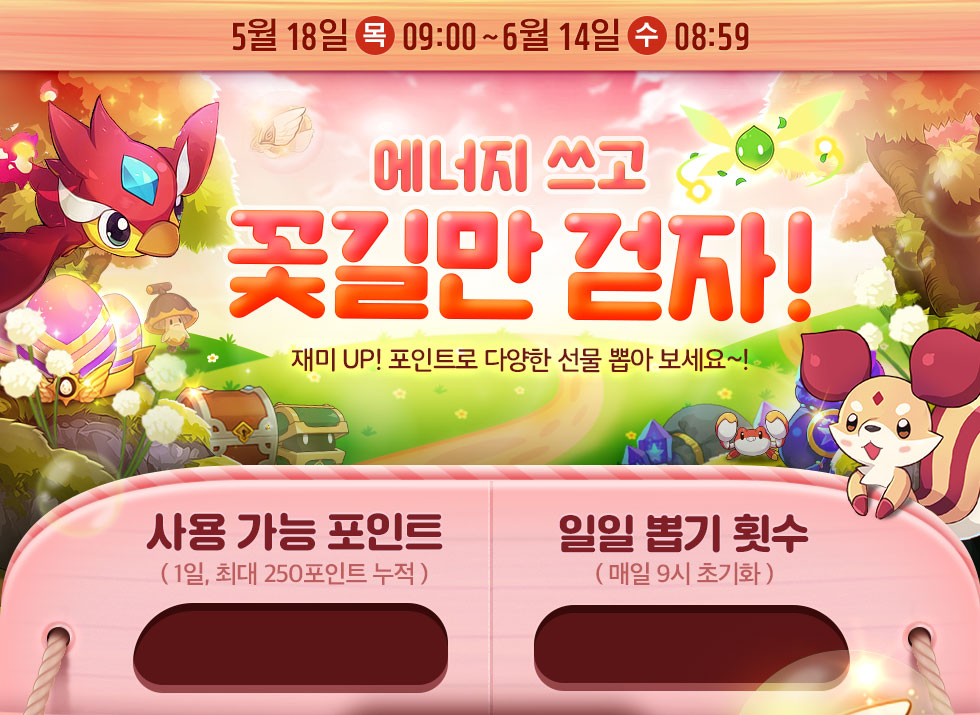 5월 18일 목 09:00 ~ 6월 14일 수 08:59
에너지 쓰고
꽃길만 걷자!
재미 UP! 포인트로 다양한 선물 뽑아 보세요~!
사용 가능 포인트
( 1일, 최대 250포인트 누적 )
일일 뽑기 횟수
( 매일 9시 초기화 )